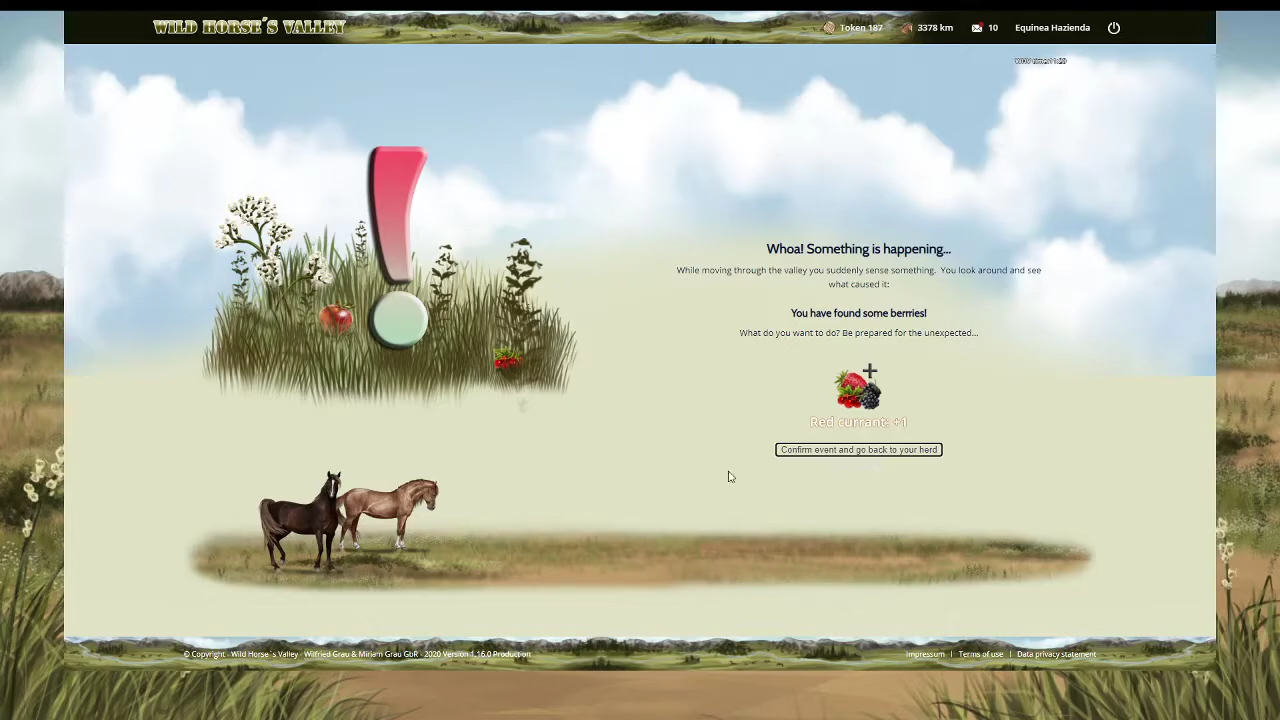 WILD HORSE´S VALLEY
Token 187
3378 km
10
Equinea Hazienda
Whoa! Something is happening...
While moving through the valley you suddenly sense something. You look around and see
what caused it:
You have found some berrries!
What do you want to do? Be prepared for the unexpected...
Red currant: +1
Confirm event and go back to your herd
© Copyright - Wild Horse´s Valley - Wilfried Grau & Miriam Grau GbR - 2020 Version 1.16.0 Production
Impressum | Terms of use | Data privacy statement